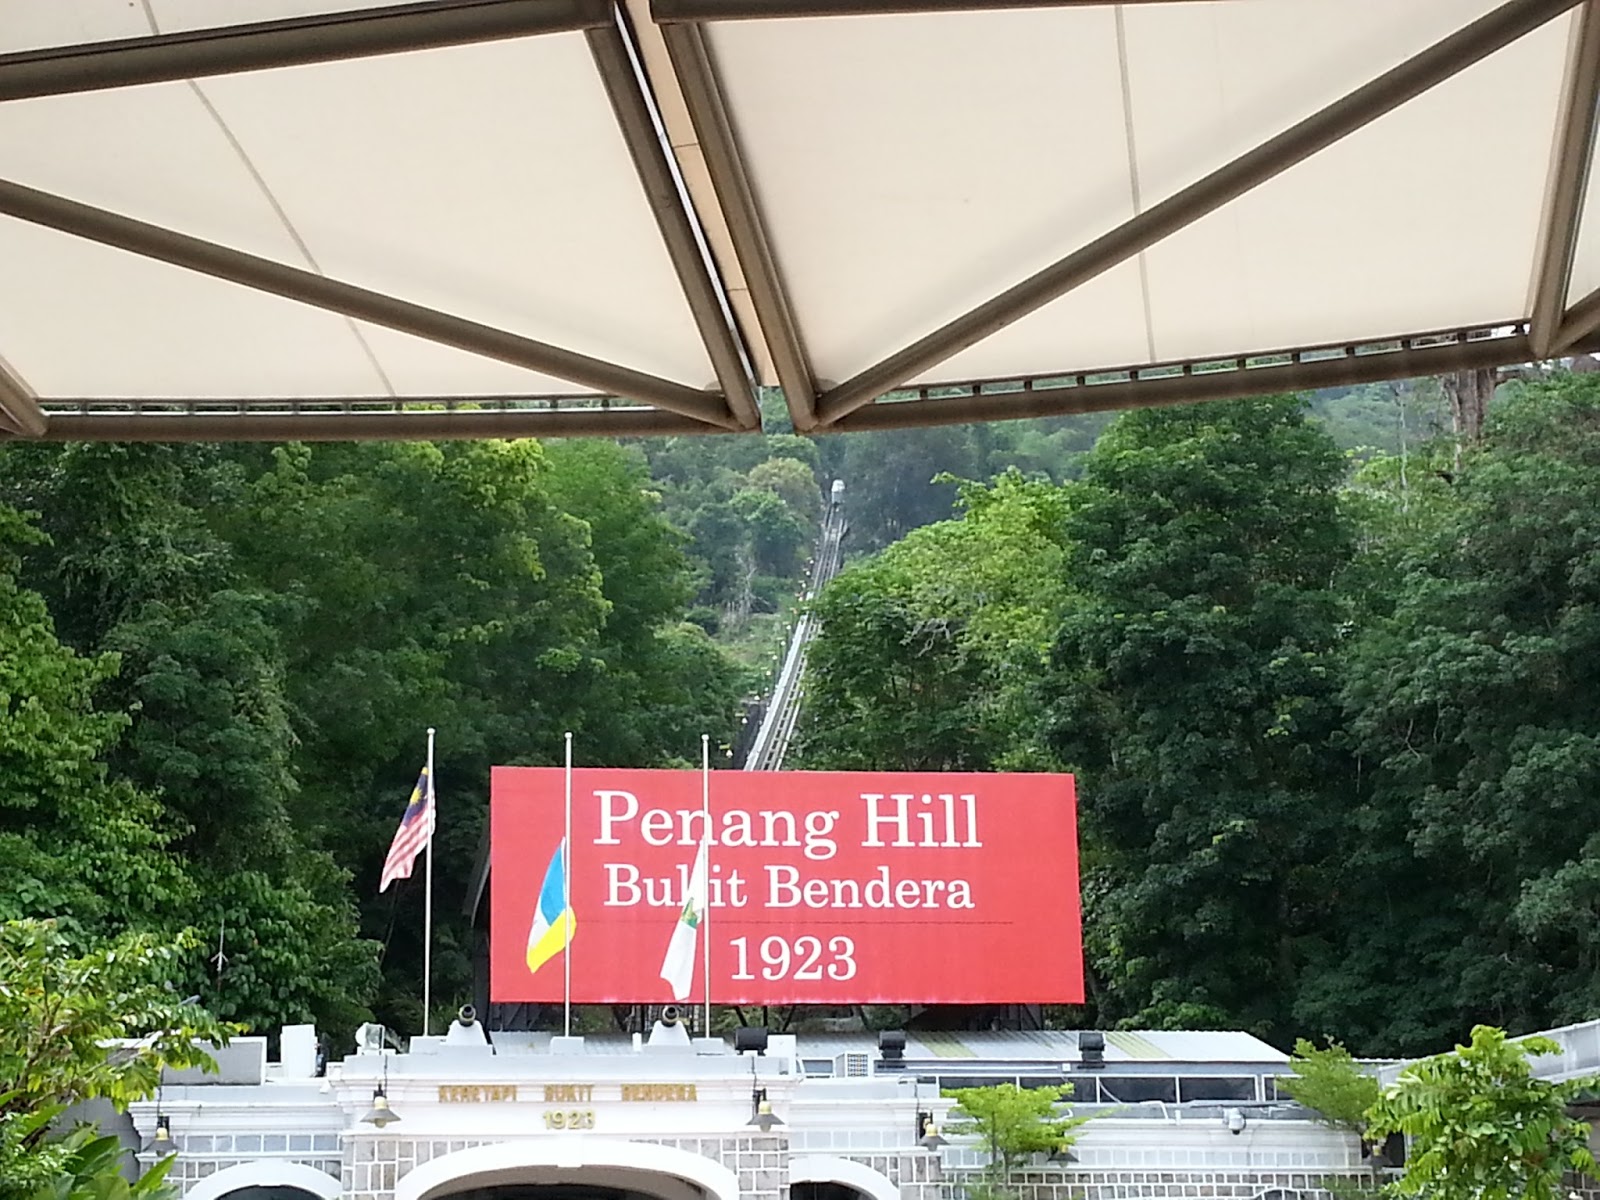 Penang Hill
Bukit Bendera
1923
KERETAPI BUKIT BENDERA
1923